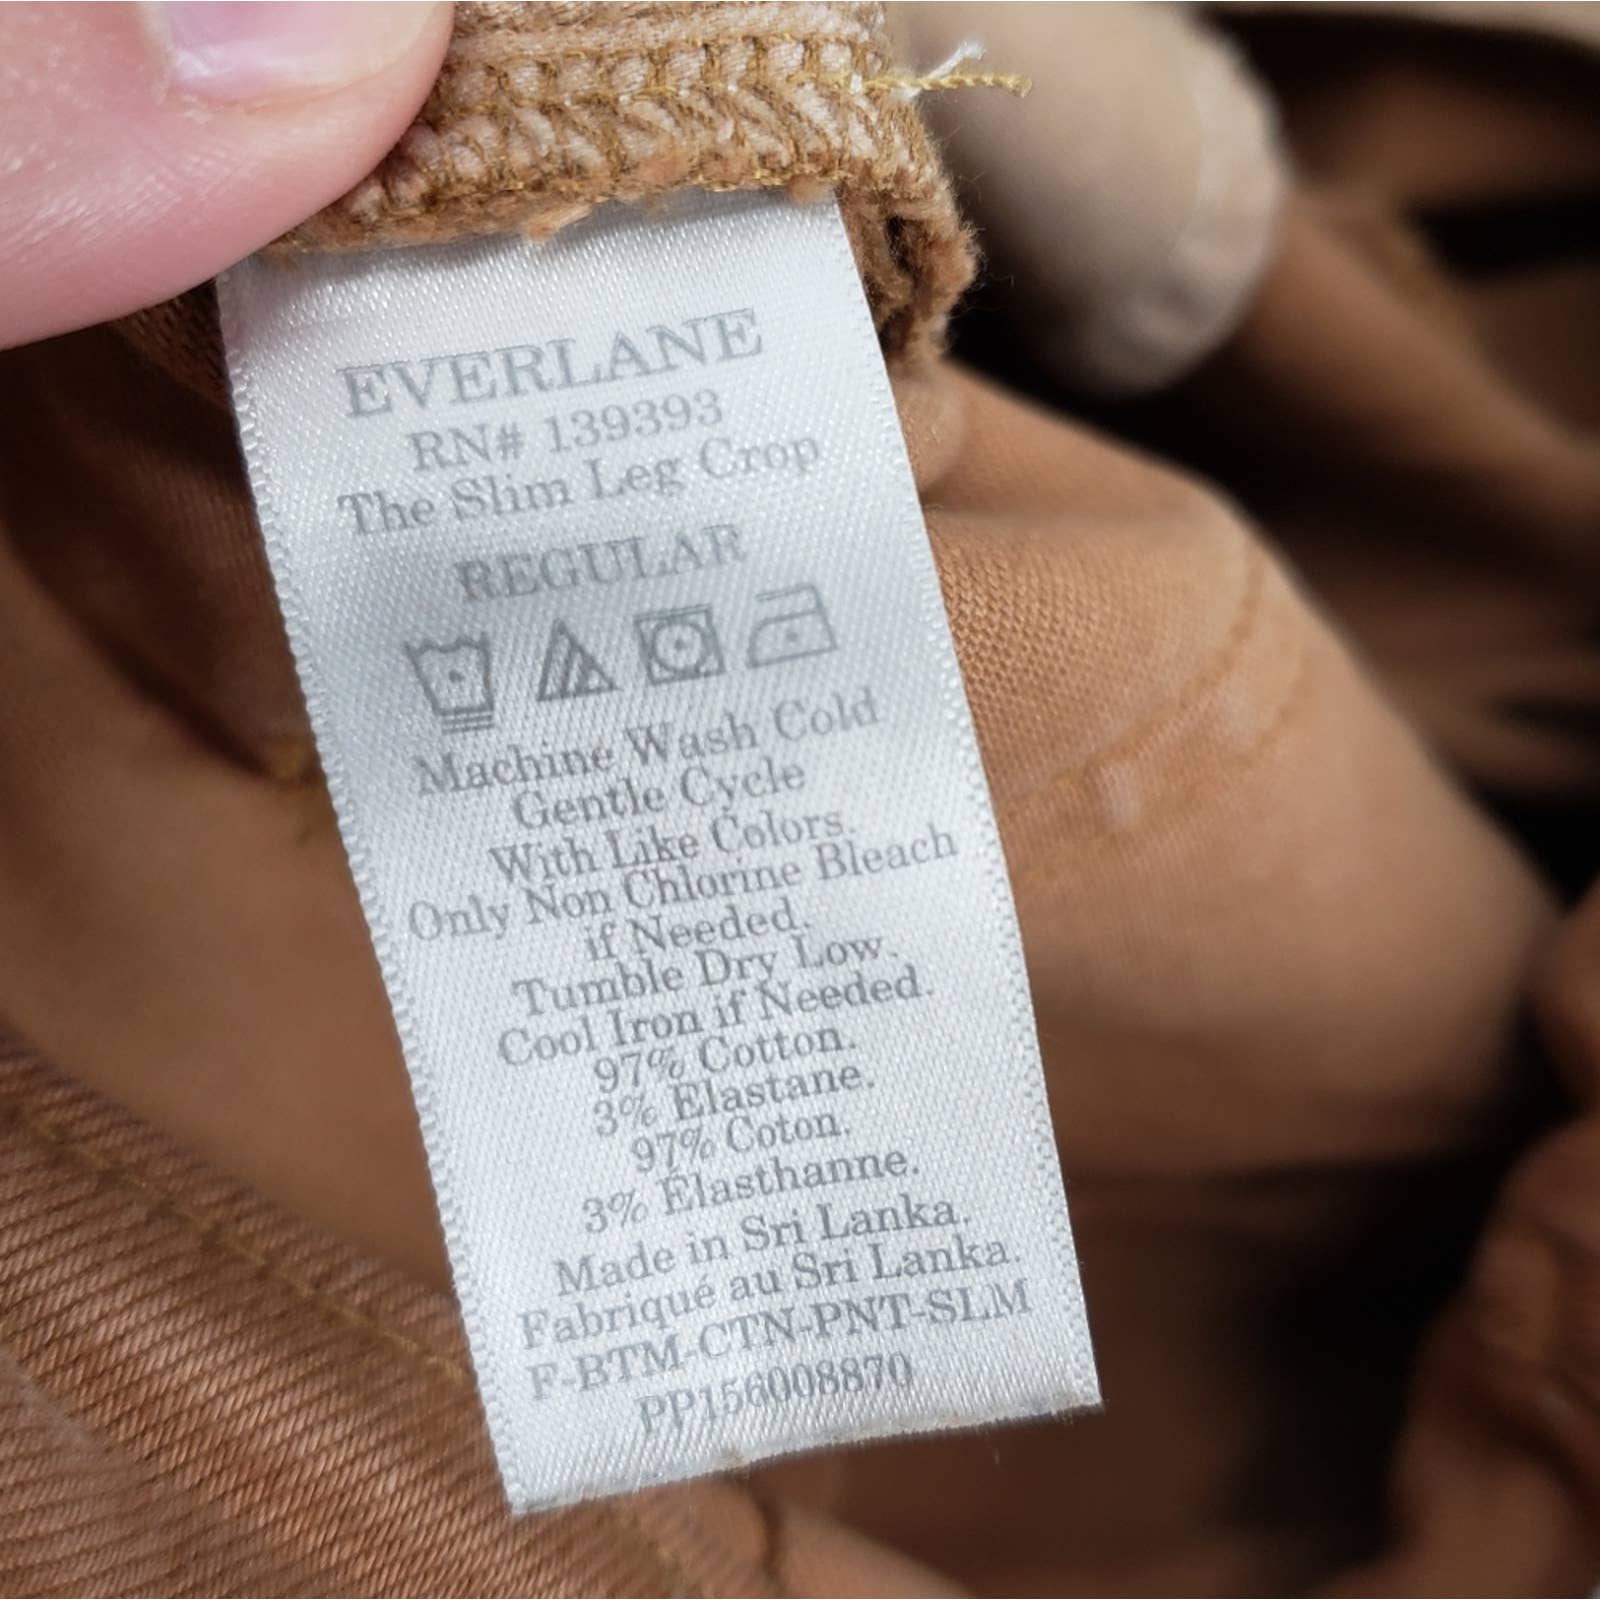 EVERLANE
RN# 139393
The Slim Leg Crop
REGULAR
Machine Wash Cold
Gentle Cycle
With Like Colors.
Only Non Chlorine Bleach
if Needed.
Tumble Dry Low.
Cool Iron if Needed.
97% Cotton.
3% Elastane.
97% Coton.
3% Élasthanne.
Made in Sri Lanka.
Fabriqué au Sri Lanka.
F-BTM-CTN-PNT-SLM
PP156008870